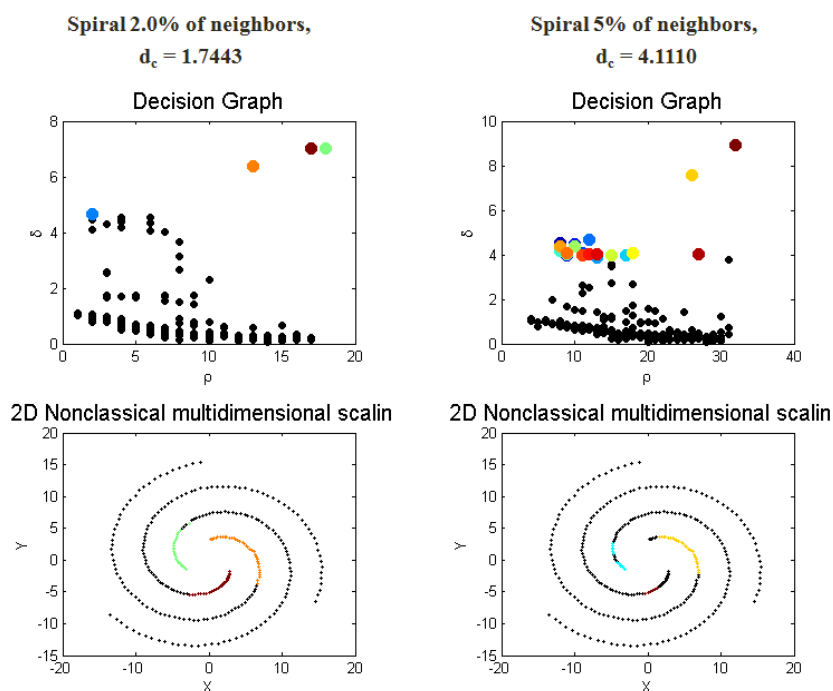 Spiral 2.0% of neighbors,
d_c = 1.7443
Spiral 5% of neighbors,
d_c = 4.1110
Decision Graph
8
6
4
2
0
δ
0 5 10 15 20
ρ
Decision Graph
10
8
6
4
2
0
δ
0 10 20 30 40
ρ
2D Nonclassical multidimensional scalin
20
15
10
5
0
-5
-10
-15
Y
-20 -10 0 10 20
X
2D Nonclassical multidimensional scalin
20
15
10
5
0
-5
-10
-15
Y
-20 -10 0 10 20
X